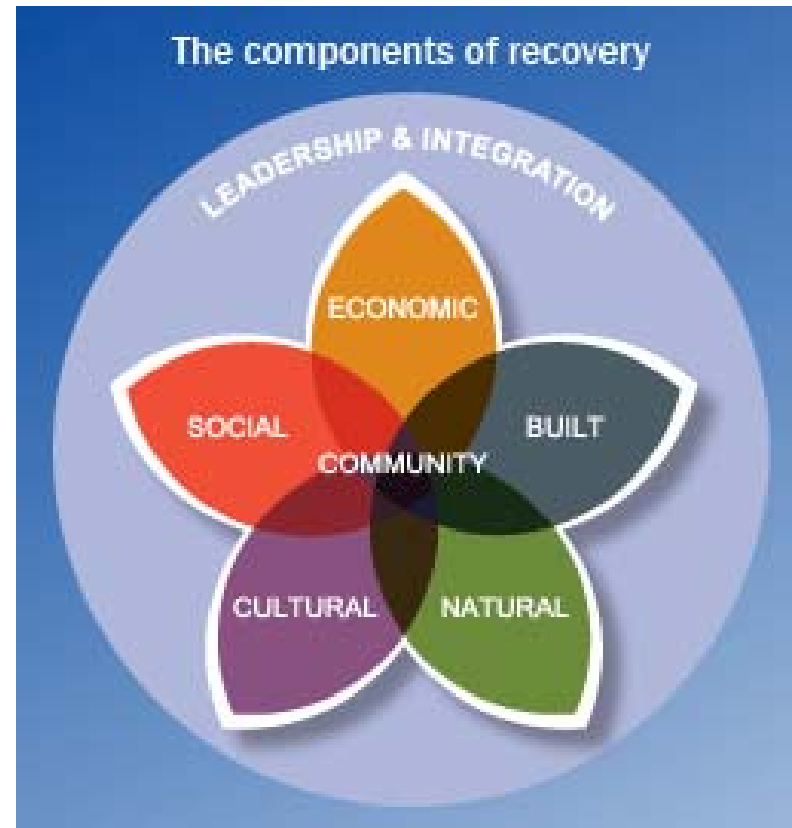 The components of recovery
LEADERSHIP & INTEGRATION
ECONOMIC
SOCIAL
BUILT
COMMUNITY
CULTURAL
NATURAL